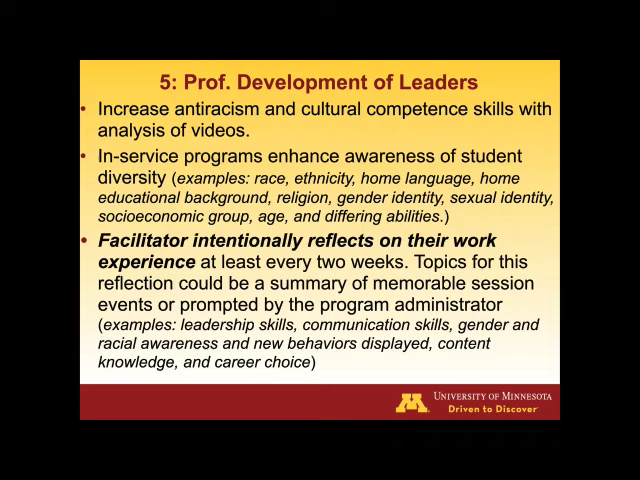 5: Prof. Development of Leaders
• Increase antiracism and cultural competence skills with
analysis of videos.
• In-service programs enhance awareness of student
diversity (examples: race, ethnicity, home language, home
educational background, religion, gender identity, sexual identity,
socioeconomic group, age, and differing abilities.)
• Facilitator intentionally reflects on their work
experience at least every two weeks. Topics for this
reflection could be a summary of memorable session
events or prompted by the program administrator
(examples: leadership skills, communication skills, gender and
racial awareness and new behaviors displayed, content
knowledge, and career choice)
M UNIVERSITY OF MINNESOTA
Driven to Discover℠